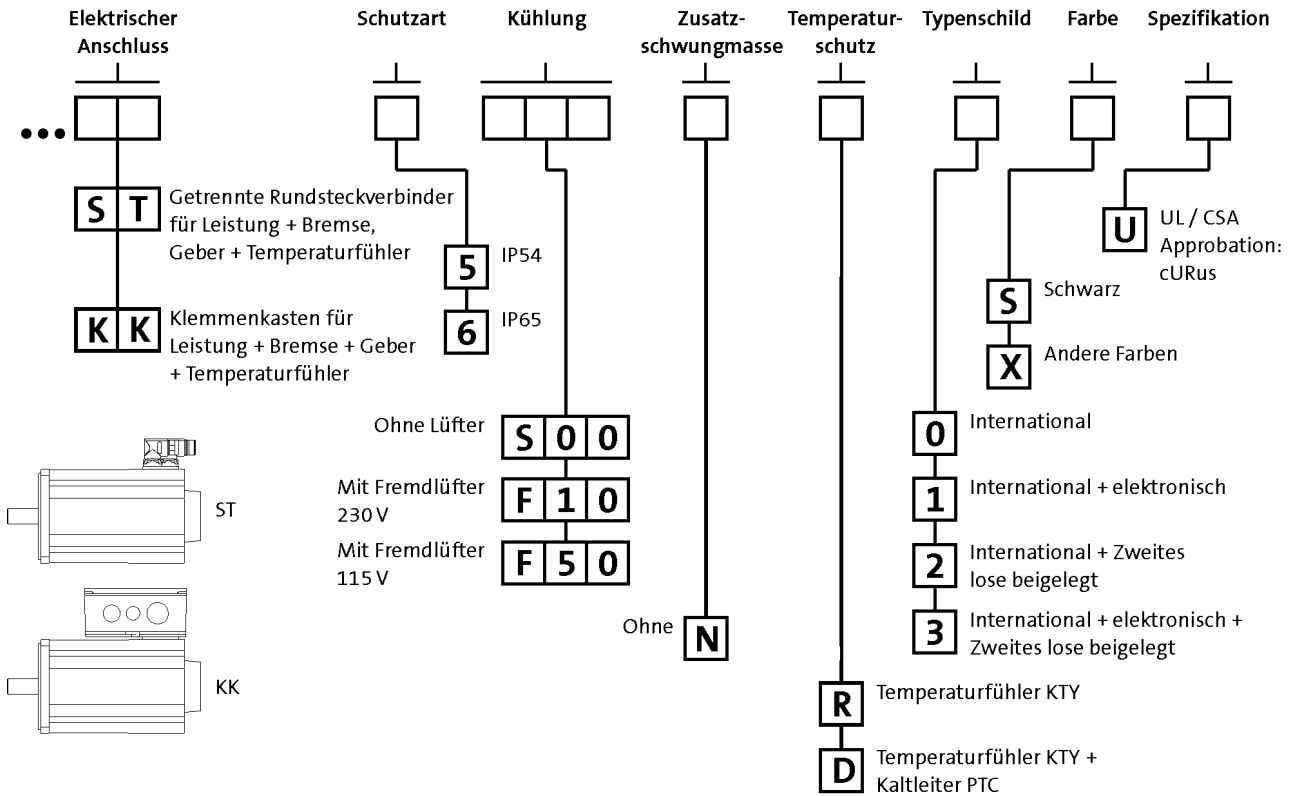 Elektrischer
Anschluss
Schutzart
Kühlung
Zusatz-
schwungmasse
Temperatur-
schutz
Typenschild
Farbe
Spezifikation
•••
S T
Getrennte Rundsteckverbinder
für Leistung + Bremse,
Geber + Temperaturfühler
K K
Klemmenkasten für
Leistung + Bremse + Geber
+ Temperaturfühler
5 IP54
6 IP65
Ohne Lüfter S 0 0
Mit Fremdlüfter
230 V
F 1 0
Mit Fremdlüfter
115 V
F 5 0
Ohne N
R Temperaturfühler KTY
D Temperaturfühler KTY +
Kaltleiter PTC
0 International
1 International + elektronisch
2 International + Zweites
lose beigelegt
3 International + elektronisch +
Zweites lose beigelegt
S Schwarz
X Andere Farben
U UL / CSA
Approbation:
cURus
ST
KK